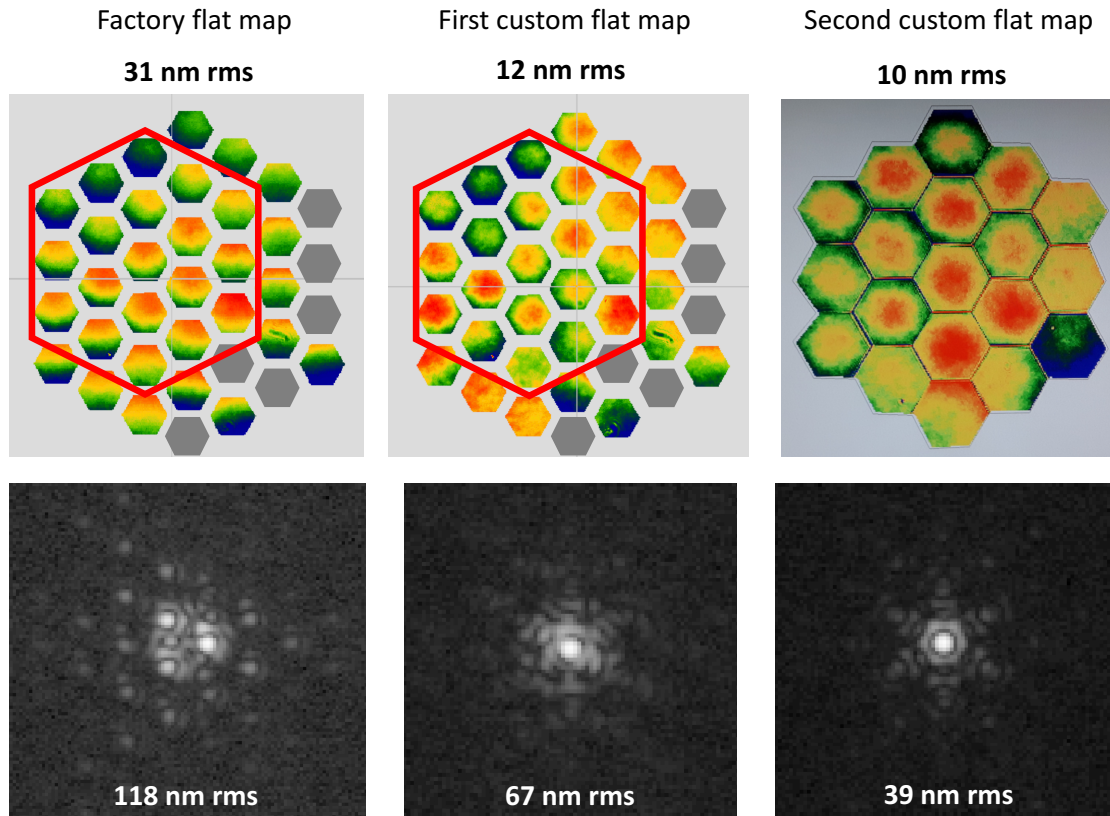 Factory flat map
First custom flat map
Second custom flat map
31 nm rms
12 nm rms
10 nm rms
118 nm rms
67 nm rms
39 nm rms